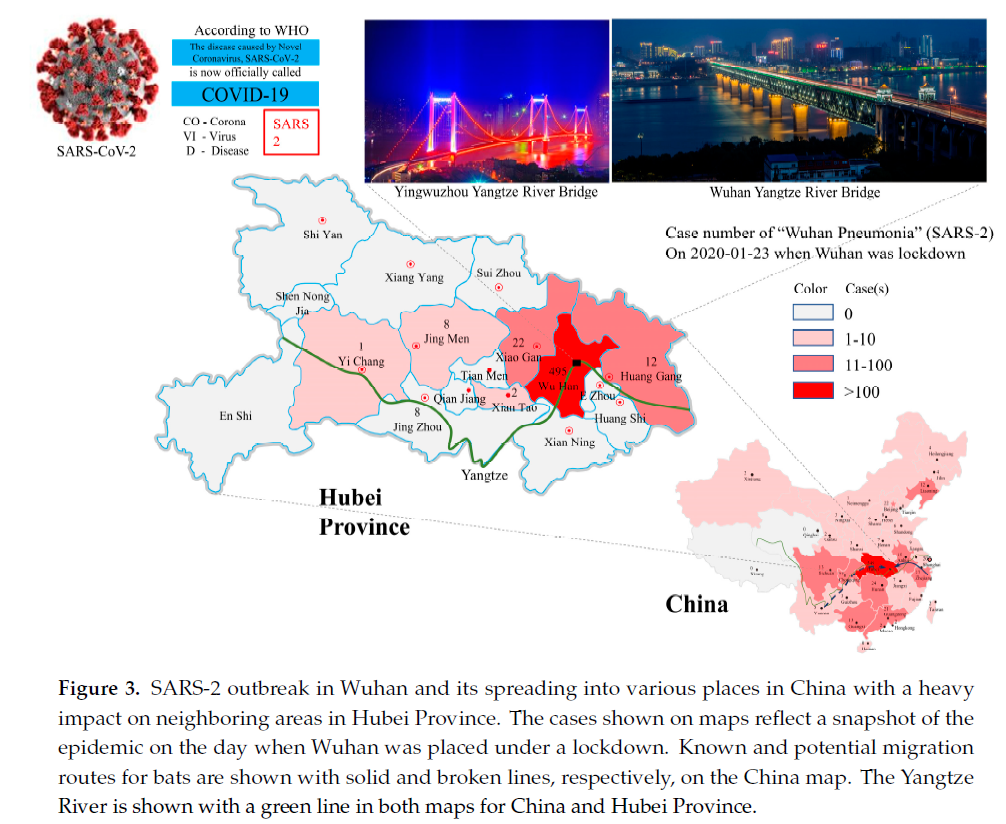 According to WHO
The disease caused by Novel
Coronavirus, SARS-CoV-2
is now officially called
COVID-19
CO - Corona
VI - Virus
D - Disease
SARS
2
SARS-CoV-2
Yingwuzhou Yangtze River Bridge
Wuhan Yangtze River Bridge
Case number of “Wuhan Pneumonia” (SARS-2)
On 2020-01-23 when Wuhan was lockdown
Color Case(s)
0
1-10
11-100
>100
Shi Yan
Xiang Yang
Sui Zhou
Shen Nong
Jia
8
Jing Men
1
Yi Chang
22
Xiao Gan
12
Huang Gang
495
Wu Han
Tian Men
Qian Jiang
2
Xian Tao
E Zhou
Huang Shi
En Shi
8
Jing Zhou
Xian Ning
Yangtze
Hubei
Province
China
Figure 3. SARS-2 outbreak in Wuhan and its spreading into various places in China with a heavy
impact on neighboring areas in Hubei Province. The cases shown on maps reflect a snapshot of the
epidemic on the day when Wuhan was placed under a lockdown. Known and potential migration
routes for bats are shown with solid and broken lines, respectively, on the China map. The Yangtze
River is shown with a green line in both maps for China and Hubei Province.